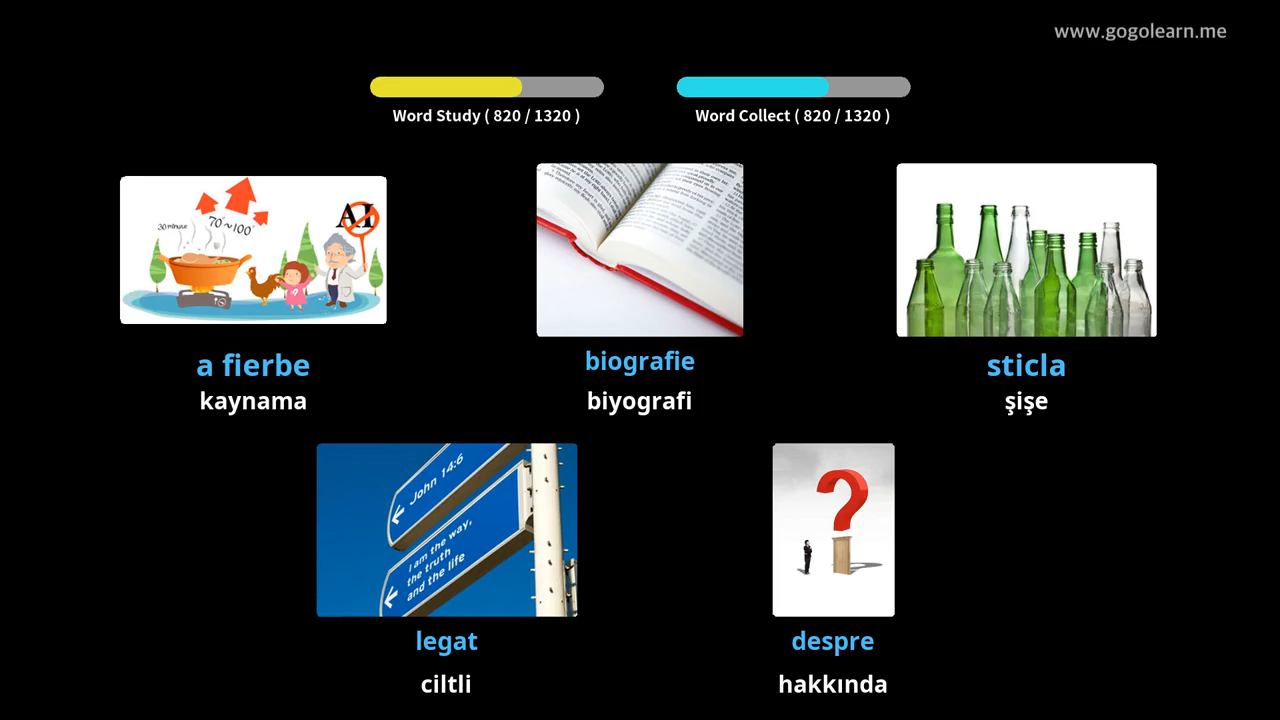 www.gogolearn.me
Word Study ( 820 / 1320 )
Word Collect ( 820 / 1320 )
30 minute
70°~100°
AI
a fierbe
kaynama
biografie
biyografi
sticla
şişe
John 14:6
I am the way,
the truth
and the life
legat
ciltli
despre
hakkında